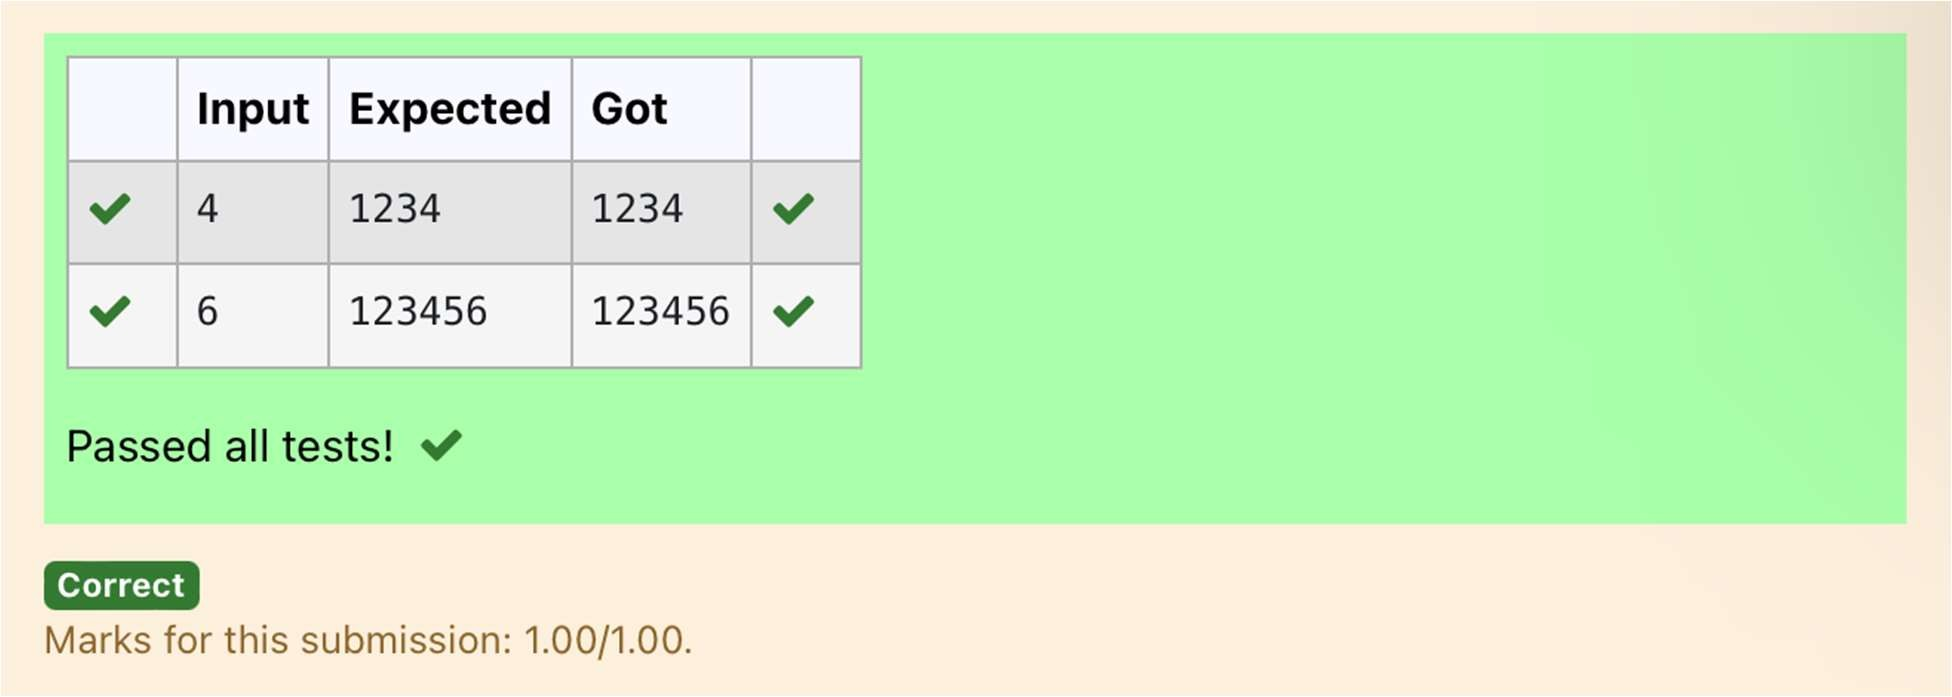 Input Expected Got
4 1234 1234
6 123456 123456
Passed all tests!
Correct
Marks for this submission: 1.00/1.00.